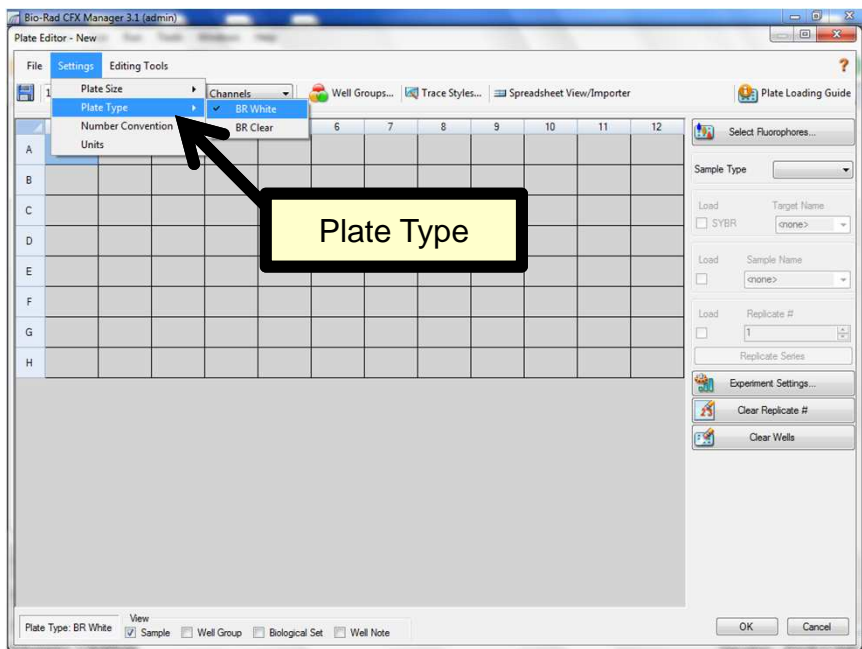 Bio-Rad CFX Manager 3.1 (admin)
Plate Editor - New
File Settings Editing Tools ?
Plate Size
Plate Type
Number Convention
Units
BR White
BR Clear
1 Channels Well Groups... Trace Styles... Spreadsheet View/Importer Plate Loading Guide
6 7 8 9 10 11 12
A
B
C
D
E
F
G
H
Plate Type
Select Fluorophores...
Sample Type
Load Target Name
SYBR <none>
Load Sample Name
<none>
Load Replicate #
1
Replicate Series
Experiment Settings...
Clear Replicate #
Clear Wells
Plate Type: BR White
View
Sample Well Group Biological Set Well Note
OK Cancel